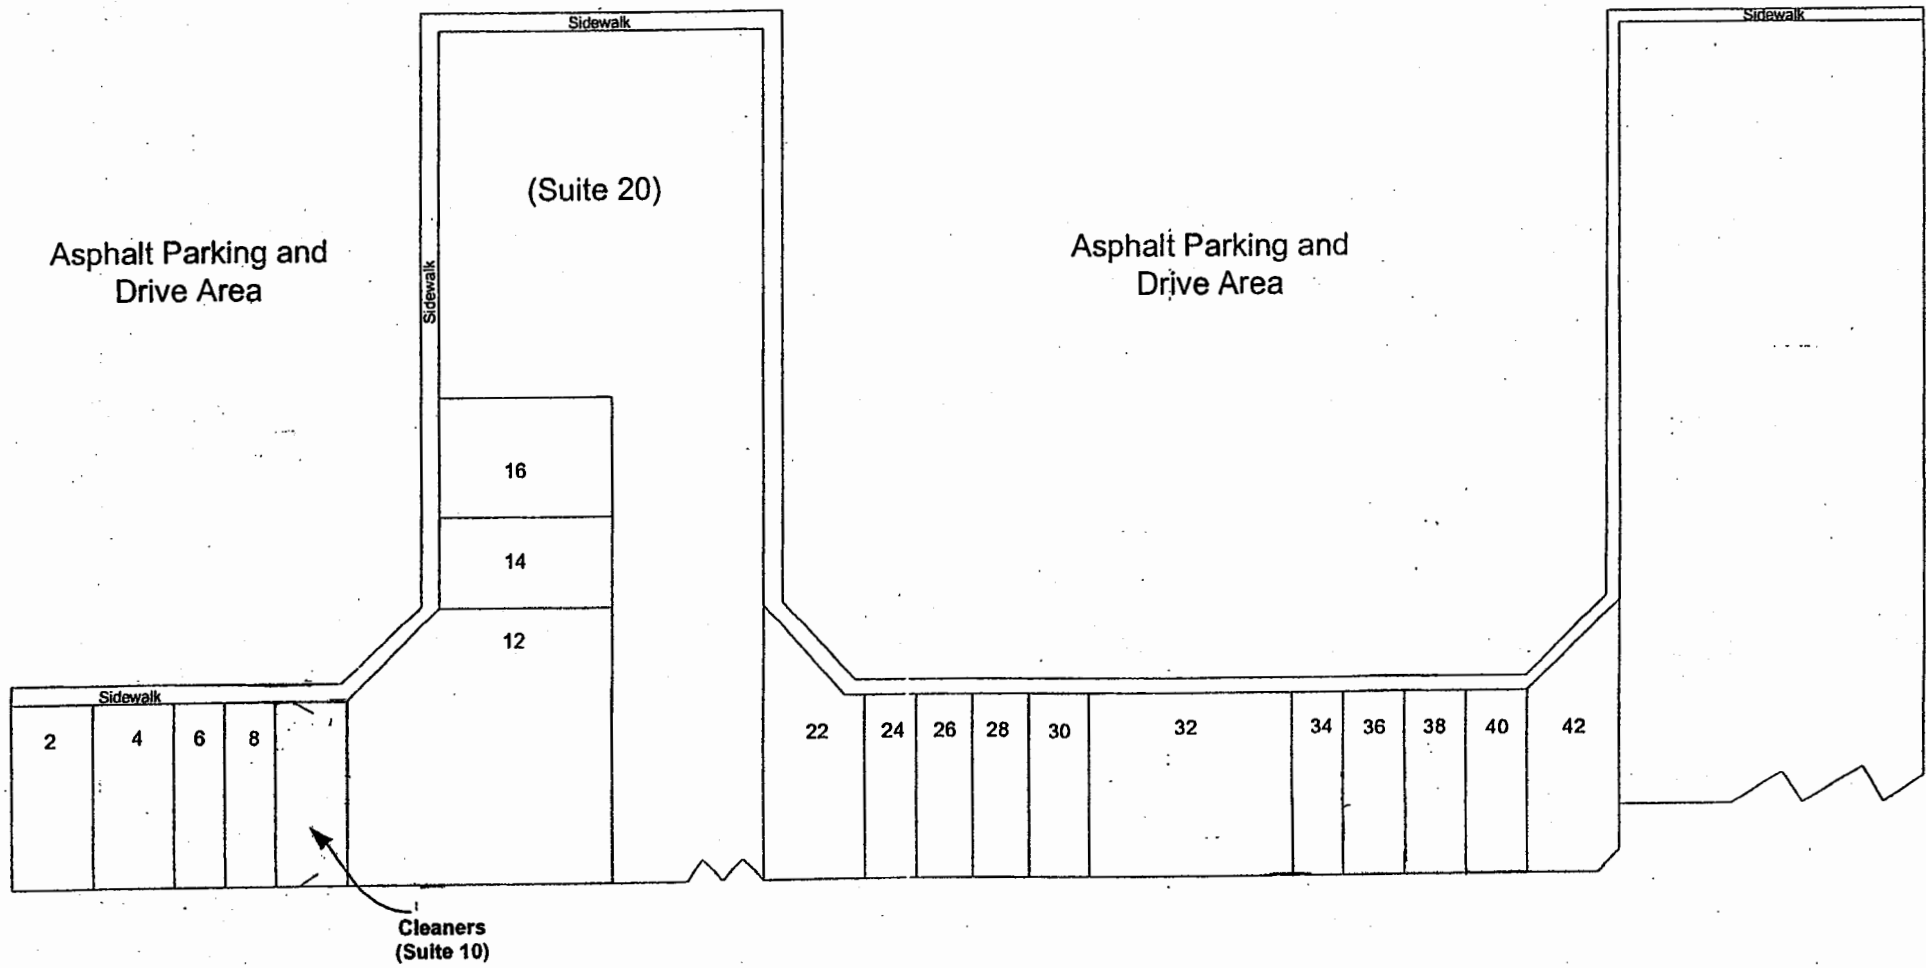 Sidewalk
Sidewalk
(Suite 20)
Asphalt Parking and
Drive Area
Asphalt Parking and
Drive Area
Sidewalk
16
14
12
Sidewalk
2
4
6
8
22
24
26
28
30
32
34
36
38
40
42
Cleaners
(Suite 10)